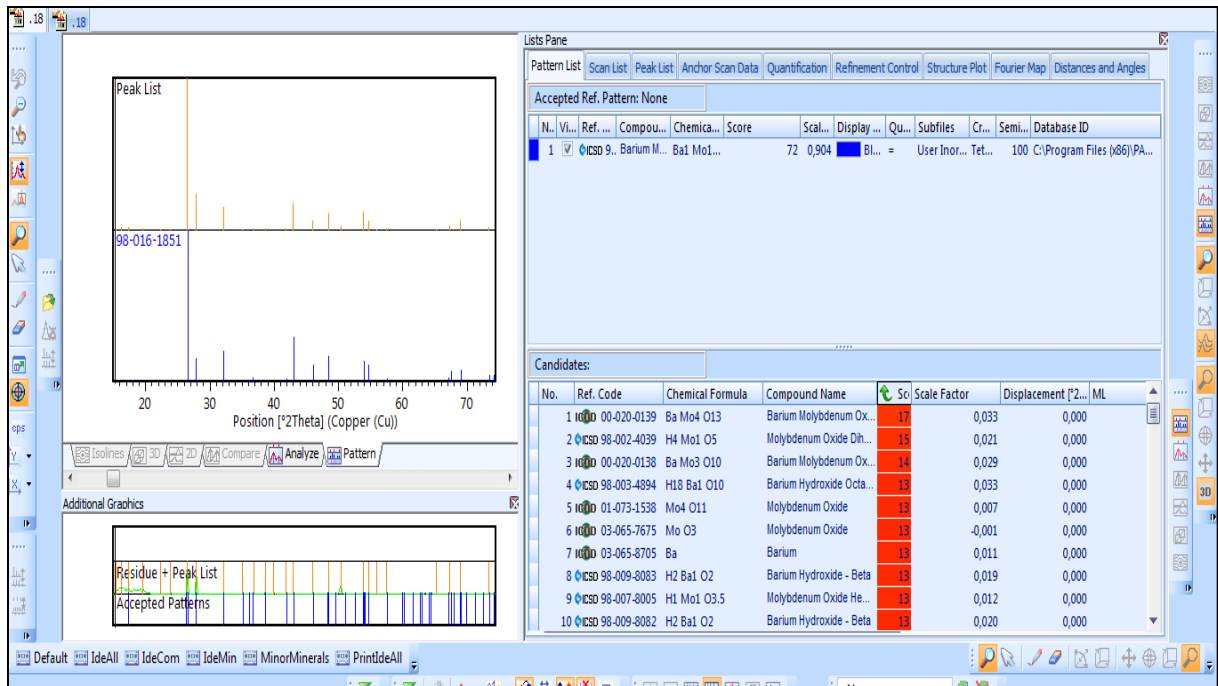 .18 .18
Lists Pane
Pattern List Scan List Peak List Anchor Scan Data Quantification Refinement Control Structure Plot Fourier Map Distances and Angles
Accepted Ref. Pattern: None
N.. Vi... Ref. ... Compou... Chemica... Score Scal... Display ... Qu... Subfiles Cr... Semi... Database ID
1 ICSD 9.. Barium M... Ba1 Mo1... 72 0,904 Bl... = User Inor... Tet... 100 C:\Program Files (x86)\PA...
Peak List
98-016-1851
20 30 40 50 60 70
Position [°2Theta] (Copper (Cu))
Isolines 3D 2D Compare Analyze Pattern
Additional Graphics
Residue + Peak List
Accepted Patterns
Candidates:
No. Ref. Code Chemical Formula Compound Name Sc Scale Factor Displacement [°2... ML
1 ICDD 00-020-0139 Ba Mo4 O13 Barium Molybdenum Ox... 17 0,033 0,000
2 ICSD 98-002-4039 H4 Mo1 O5 Molybdenum Oxide Dih... 15 0,021 0,000
3 ICDD 00-020-0138 Ba Mo3 O10 Barium Molybdenum Ox... 14 0,029 0,000
4 ICSD 98-003-4894 H18 Ba1 O10 Barium Hydroxide Octa... 13 0,033 0,000
5 ICDD 01-073-1538 Mo4 O11 Molybdenum Oxide 13 0,007 0,000
6 ICDD 03-065-7675 Mo O3 Molybdenum Oxide 13 -0,001 0,000
7 ICDD 03-065-8705 Ba Barium 13 0,011 0,000
8 ICSD 98-009-8083 H2 Ba1 O2 Barium Hydroxide - Beta 13 0,019 0,000
9 ICSD 98-007-8005 H1 Mo1 O3.5 Molybdenum Oxide He... 13 0,012 0,000
10 ICSD 98-009-8082 H2 Ba1 O2 Barium Hydroxide - Beta 13 0,020 0,000
cps
3D
Default IdeAll IdeCom IdeMin MinorMinerals PrintIdeAll